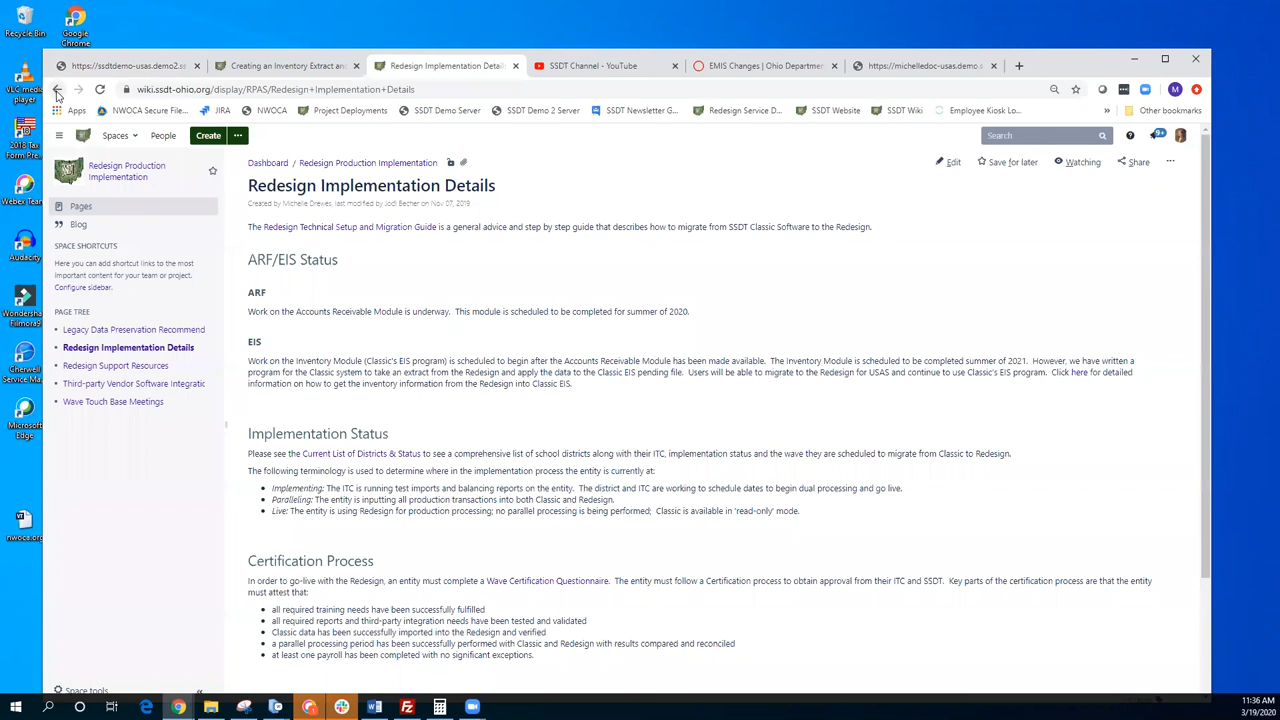 Recycle Bin
Google
Chrome
VLC media
player
2018 Tax
Form Pre...
Webex Team
Audacity
Wondersha
Filmora9
Cherwell
Service Ma...
Microsoft
Edge
nwoca.org
https://ssdtdemo-usas.demo2.ss
Creating an Inventory Extract and
Redesign Implementation Detail
SSDT Channel - YouTube
EMIS Changes | Ohio Department
https://michelledoc-usas.demo.s
wiki.ssdt-ohio.org/display/RPAS/Redesign+Implementation+Details
M
Apps
NWOCA Secure File...
JIRA
NWOCA
Project Deployments
SSDT Demo Server
SSDT Demo 2 Server
SSDT Newsletter G...
Redesign Service D...
SSDT Website
SSDT Wiki
Employee Kiosk Lo...
»
Other bookmarks
Spaces
People
Create
Search
9+
Redesign Production
Implementation
Pages
Blog
SPACE SHORTCUTS
Here you can add shortcut links to the most
important content for your team or project.
Configure sidebar.
PAGE TREE
Legacy Data Preservation Recommend
Redesign Implementation Details
Redesign Support Resources
Third-party Vendor Software Integratic
Wave Touch Base Meetings
Space tools
Dashboard / Redesign Production Implementation
Edit
Save for later
Watching
Share
Redesign Implementation Details
Created by Michelle Drewes, last modified by Jodi Becher on Nov 07, 2019
The Redesign Technical Setup and Migration Guide is a general advice and step by step guide that describes how to migrate from SSDT Classic Software to the Redesign.
ARF/EIS Status
ARF
Work on the Accounts Receivable Module is underway. This module is scheduled to be completed for summer of 2020.
EIS
Work on the Inventory Module (Classic's EIS program) is scheduled to begin after the Accounts Receivable Module has been made available. The Inventory Module is scheduled to be completed summer of 2021. However, we have written a
program for the Classic system to take an extract from the Redesign and apply the data to the Classic EIS pending file. Users will be able to migrate to the Redesign for USAS and continue to use Classic's EIS program. Click here for detailed
information on how to get the inventory information from the Redesign into Classic EIS.
Implementation Status
Please see the Current List of Districts & Status to see a comprehensive list of school districts along with their ITC, implementation status and the wave they are scheduled to migrate from Classic to Redesign.
The following terminology is used to determine where in the implementation process the entity is currently at:
• Implementing: The ITC is running test imports and balancing reports on the entity. The district and ITC are working to schedule dates to begin dual processing and go live.
• Paralleling: The entity is inputting all production transactions into both Classic and Redesign.
• Live: The entity is using Redesign for production processing; no parallel processing is being performed; Classic is available in 'read-only' mode.
Certification Process
In order to go-live with the Redesign, an entity must complete a Wave Certification Questionnaire. The entity must follow a Certification process to obtain approval from their ITC and SSDT. Key parts of the certification process are that the entity
must attest that:
• all required training needs have been successfully fulfilled
• all required reports and third-party integration needs have been tested and validated
• Classic data has been successfully imported into the Redesign and verified
• a parallel processing period has been successfully performed with Classic and Redesign with results compared and reconciled
• at least one payroll has been completed with no significant exceptions.
11:36 AM
3/19/2020